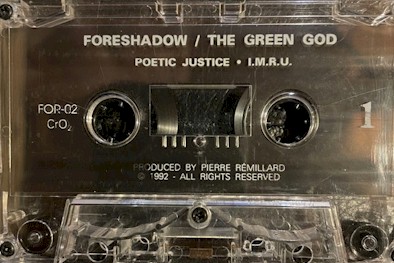 FORESHADOW / THE GREEN GOD
POETIC JUSTICE • I.M.R.U.
FOR-02
CrO₂
1
PRODUCED BY PIERRE RÉMILLARD
© 1992 - ALL RIGHTS RESERVED